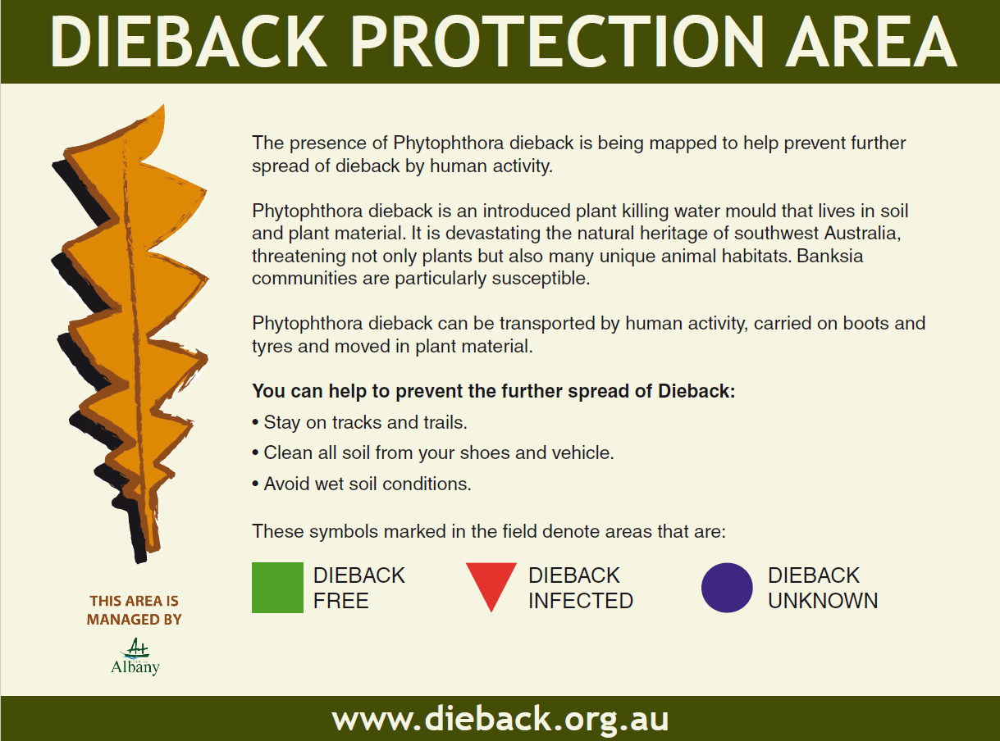 DIEBACK PROTECTION AREA
The presence of Phytophthora dieback is being mapped to help prevent further
spread of dieback by human activity.
Phytophthora dieback is an introduced plant killing water mould that lives in soil
and plant material. It is devastating the natural heritage of southwest Australia,
threatening not only plants but also many unique animal habitats. Banksia
communities are particularly susceptible.
Phytophthora dieback can be transported by human activity, carried on boots and
tyres and moved in plant material.
You can help to prevent the further spread of Dieback:
• Stay on tracks and trails.
• Clean all soil from your shoes and vehicle.
• Avoid wet soil conditions.
These symbols marked in the field denote areas that are:
DIEBACK
FREE
DIEBACK
INFECTED
DIEBACK
UNKNOWN
THIS AREA IS
MANAGED BY
Albany
www.dieback.org.au